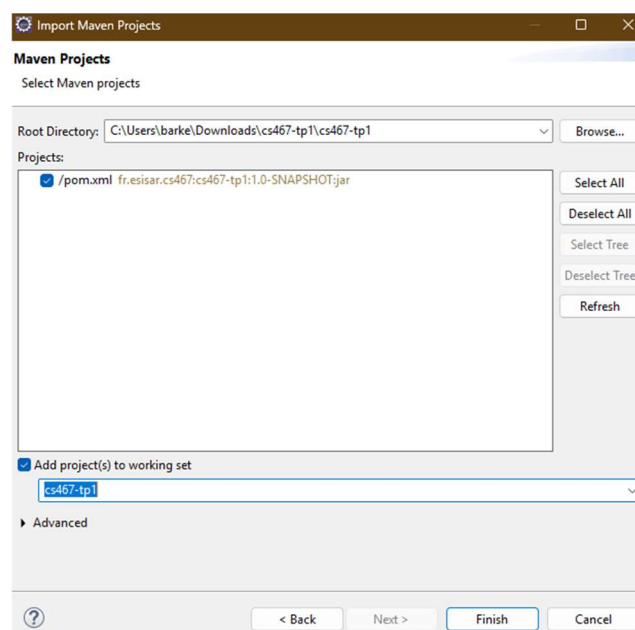 Import Maven Projects
Maven Projects
Select Maven projects
Root Directory: C:\Users\barke\Downloads\cs467-tp1\cs467-tp1 Browse...
Projects:
/pom.xml fr.esisar.cs467:cs467-tp1:1.0-SNAPSHOT:jar
Select All
Deselect All
Select Tree
Deselect Tree
Refresh
Add project(s) to working set
cs467-tp1
Advanced
? < Back Next > Finish Cancel